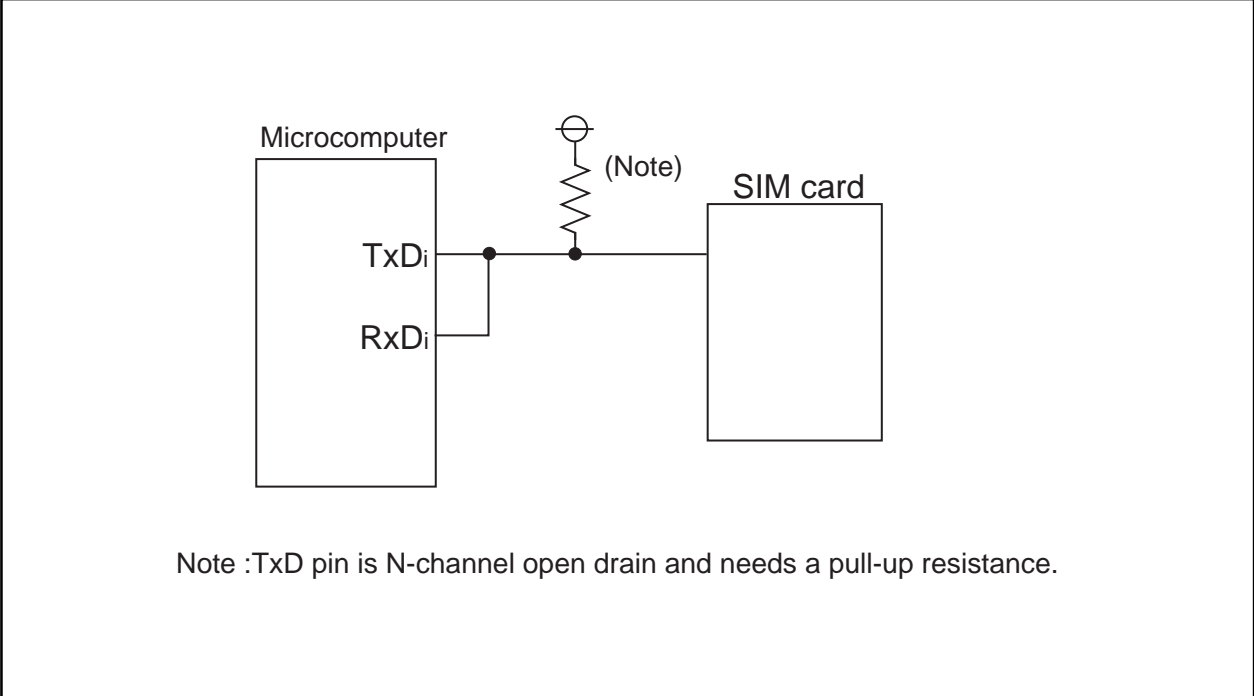 Microcomputer
(Note)
SIM card
TxDi
RxDi
Note :TxD pin is N-channel open drain and needs a pull-up resistance.